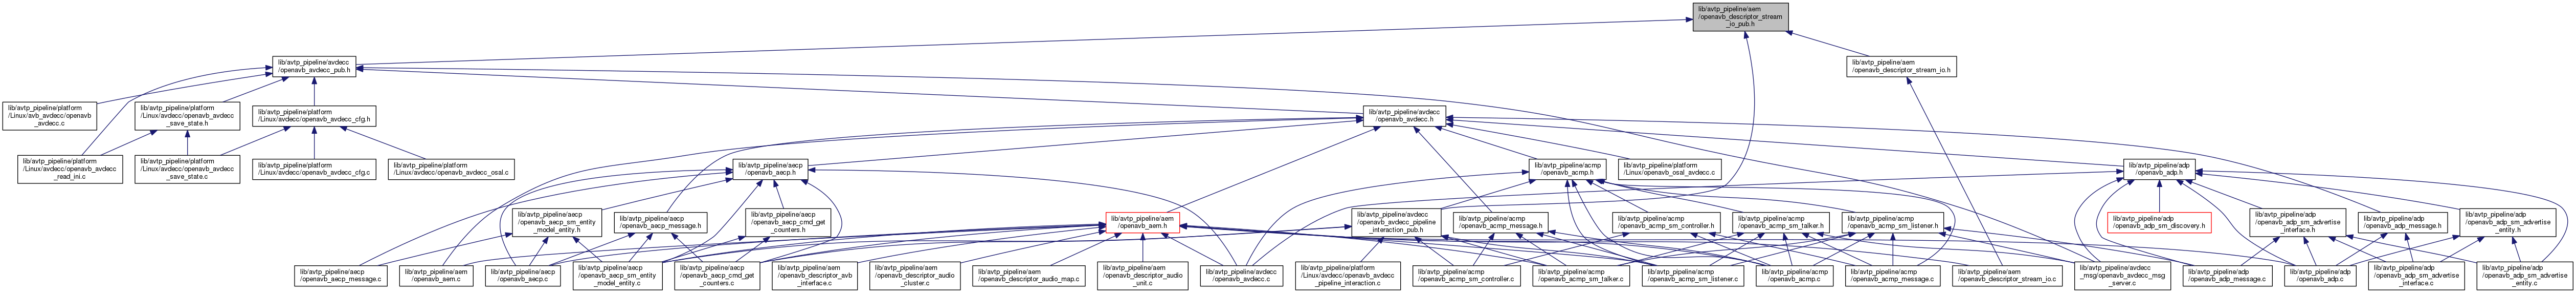 lib/avtp_pipeline/aem
/openavb_descriptor_stream
_io_pub.h
lib/avtp_pipeline/avdecc
/openavb_avdecc_pub.h
lib/avtp_pipeline/aem
/openavb_descriptor_stream_io.h
lib/avtp_pipeline/platform
/Linux/avb_avdecc/openavb
_avdecc.c
lib/avtp_pipeline/platform
/Linux/avdecc/openavb_avdecc
_save_state.h
lib/avtp_pipeline/platform
/Linux/avdecc/openavb_avdecc_cfg.h
lib/avtp_pipeline/avdecc
/openavb_avdecc.h
lib/avtp_pipeline/platform
/Linux/avdecc/openavb_avdecc
_read_ini.c
lib/avtp_pipeline/platform
/Linux/avdecc/openavb_avdecc
_save_state.c
lib/avtp_pipeline/platform
/Linux/avdecc/openavb_avdecc_cfg.c
lib/avtp_pipeline/platform
/Linux/avdecc/openavb_avdecc_osal.c
lib/avtp_pipeline/aecp
/openavb_aecp.h
lib/avtp_pipeline/acmp
/openavb_acmp.h
lib/avtp_pipeline/platform
/Linux/openavb_osal_avdecc.c
lib/avtp_pipeline/adp
/openavb_adp.h
lib/avtp_pipeline/aecp
/openavb_aecp_sm_entity
_model_entity.h
lib/avtp_pipeline/aecp
/openavb_aecp_message.h
lib/avtp_pipeline/aecp
/openavb_aecp_cmd_get
_counters.h
lib/avtp_pipeline/aem
/openavb_aem.h
lib/avtp_pipeline/avdecc
/openavb_avdecc_pipeline
_interaction_pub.h
lib/avtp_pipeline/acmp
/openavb_acmp_message.h
lib/avtp_pipeline/acmp
/openavb_acmp_sm_controller.h
lib/avtp_pipeline/acmp
/openavb_acmp_sm_talker.h
lib/avtp_pipeline/acmp
/openavb_acmp_sm_listener.h
lib/avtp_pipeline/adp
/openavb_adp_sm_discovery.h
lib/avtp_pipeline/adp
/openavb_adp_sm_advertise
_interface.h
lib/avtp_pipeline/adp
/openavb_adp_message.h
lib/avtp_pipeline/adp
/openavb_adp_sm_advertise
_entity.h
lib/avtp_pipeline/aecp
/openavb_aecp_message.c
lib/avtp_pipeline/aem
/openavb_aem.c
lib/avtp_pipeline/aecp
/openavb_aecp.c
lib/avtp_pipeline/aecp
/openavb_aecp_sm_entity
_model_entity.c
lib/avtp_pipeline/aecp
/openavb_aecp_cmd_get
_counters.c
lib/avtp_pipeline/aem
/openavb_descriptor_avb
_interface.c
lib/avtp_pipeline/aem
/openavb_descriptor_audio
_cluster.c
lib/avtp_pipeline/aem
/openavb_descriptor_audio_map.c
lib/avtp_pipeline/aem
/openavb_descriptor_audio
_unit.c
lib/avtp_pipeline/avdecc
/openavb_avdecc.c
lib/avtp_pipeline/platform
/Linux/avdecc/openavb_avdecc
_pipeline_interaction.c
lib/avtp_pipeline/acmp
/openavb_acmp_sm_controller.c
lib/avtp_pipeline/acmp
/openavb_acmp_sm_talker.c
lib/avtp_pipeline/acmp
/openavb_acmp_sm_listener.c
lib/avtp_pipeline/acmp
/openavb_acmp.c
lib/avtp_pipeline/acmp
/openavb_acmp_message.c
lib/avtp_pipeline/aem
/openavb_descriptor_stream_io.c
lib/avtp_pipeline/avdecc
_msg/openavb_avdecc_msg
_server.c
lib/avtp_pipeline/adp
/openavb_adp_message.c
lib/avtp_pipeline/adp
/openavb_adp.c
lib/avtp_pipeline/adp
/openavb_adp_sm_advertise
_interface.c
lib/avtp_pipeline/adp
/openavb_adp_sm_advertise
_entity.c